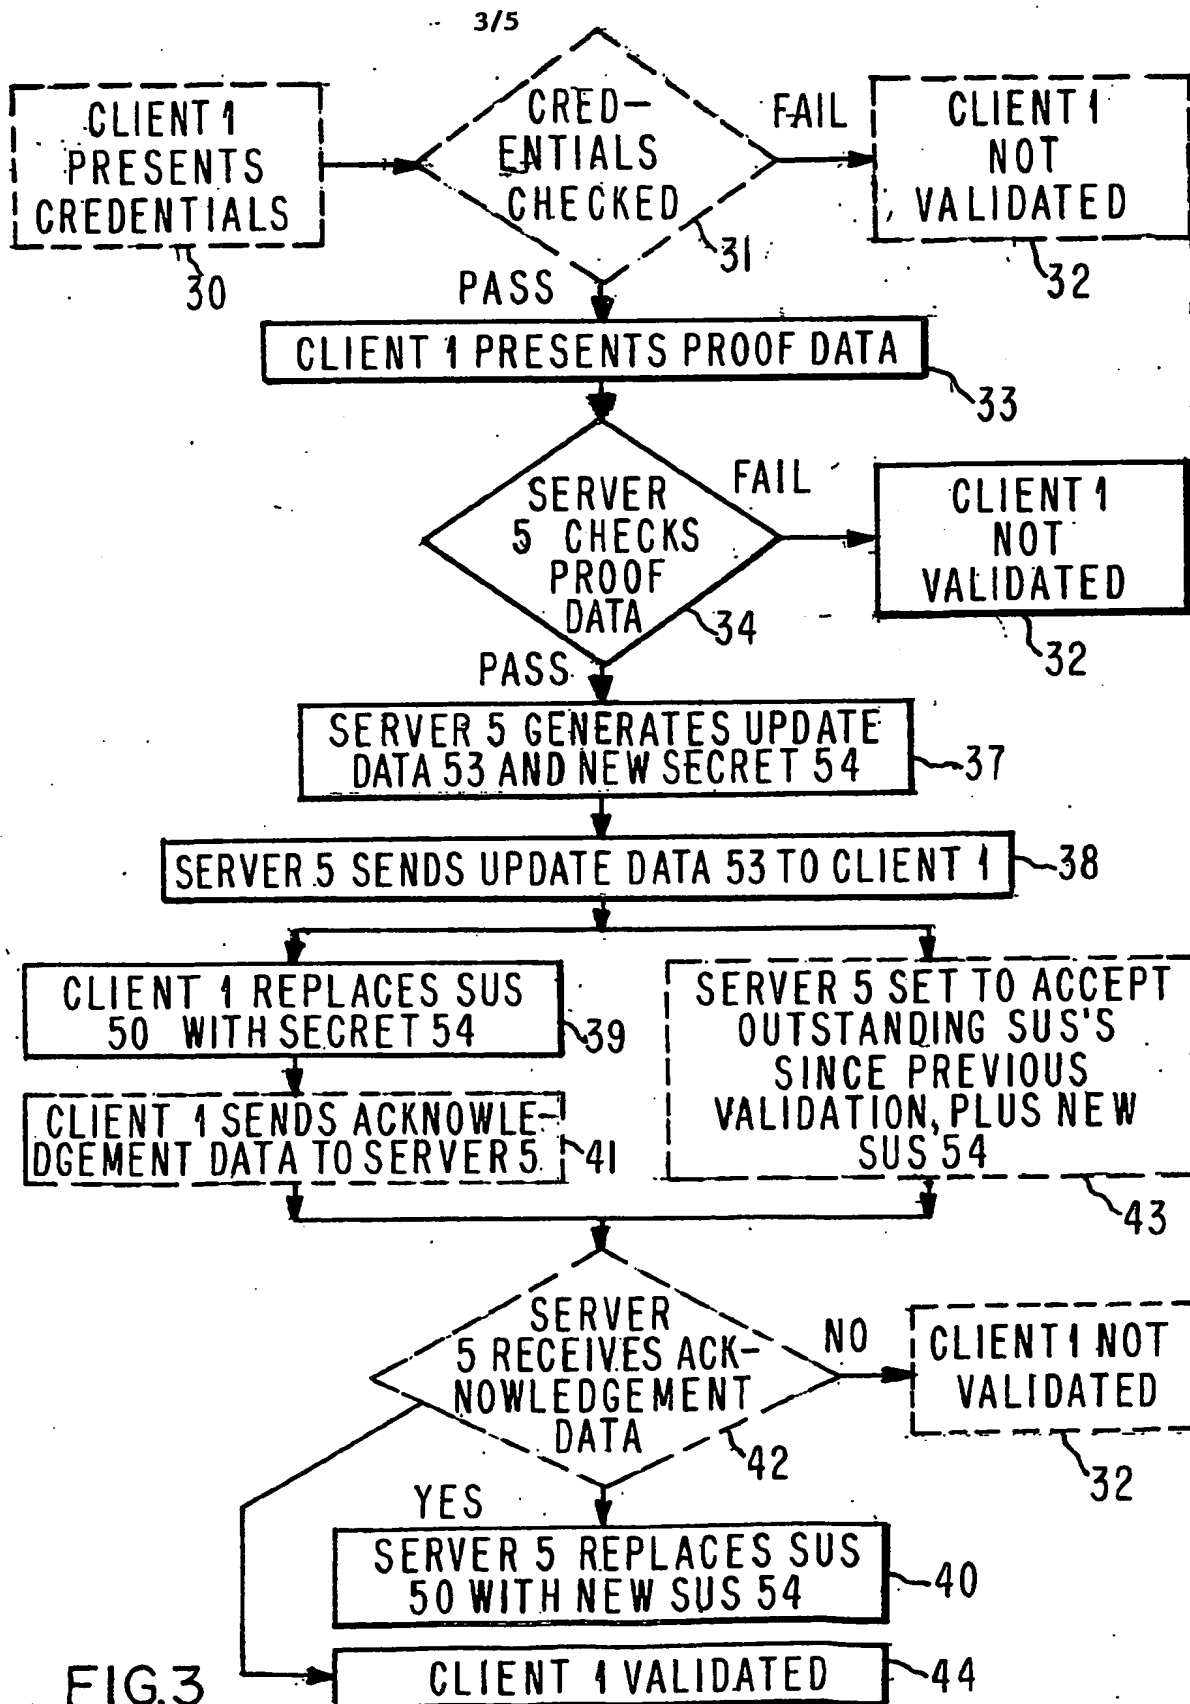 3/5
CLIENT 1
PRESENTS
CREDENTIALS
30
CRED-
ENTIALS
CHECKED
31
FAIL
CLIENT 1
NOT
VALIDATED
32
PASS
CLIENT 1 PRESENTS PROOF DATA
33
SERVER
5 CHECKS
PROOF
DATA
34
FAIL
CLIENT 1
NOT
VALIDATED
32
PASS
SERVER 5 GENERATES UPDATE
DATA 53 AND NEW SECRET 54
37
SERVER 5 SENDS UPDATE DATA 53 TO CLIENT 1
38
CLIENT 1 REPLACES SUS
50 WITH SECRET 54
39
CLIENT 1 SENDS ACKNOWLE-
DGEMENT DATA TO SERVER 5
41
SERVER 5 SET TO ACCEPT
OUTSTANDING SUS'S
SINCE PREVIOUS
VALIDATION, PLUS NEW
SUS 54
43
SERVER
5 RECEIVES ACK-
NOWLEDGEMENT
DATA
42
NO
CLIENT 1 NOT
VALIDATED
32
YES
SERVER 5 REPLACES SUS
50 WITH NEW SUS 54
40
CLIENT 1 VALIDATED
44
FIG.3